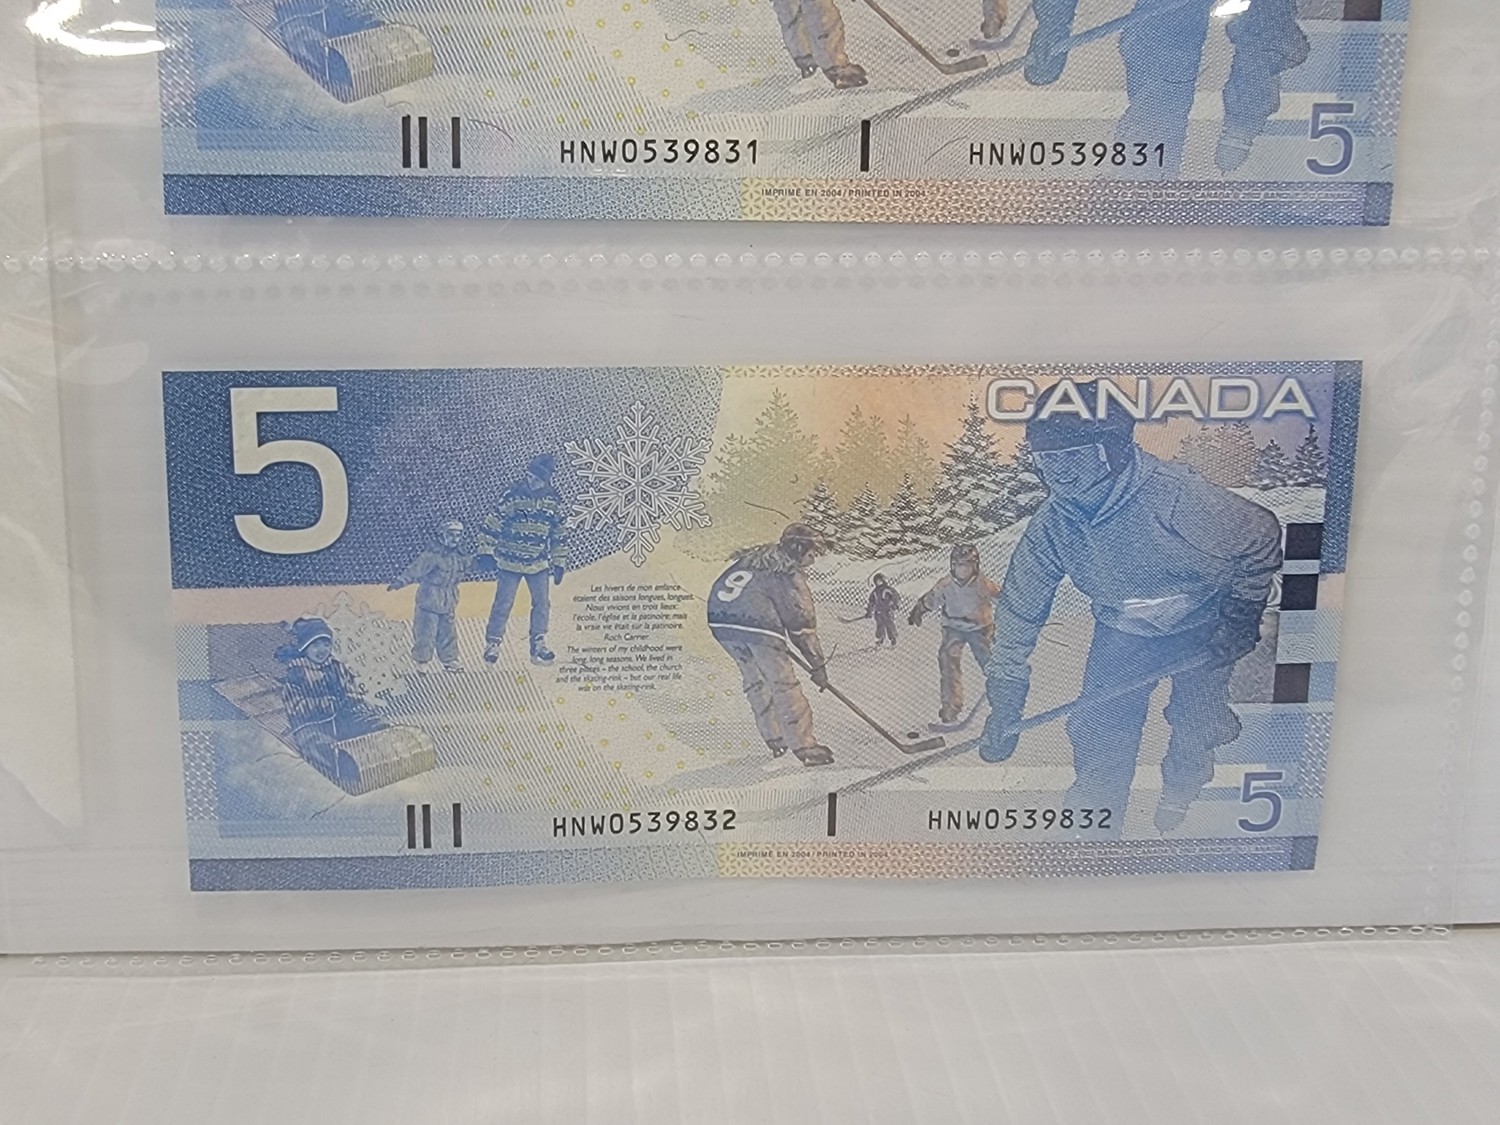 HNW0539831
HNW0539831
5
IMPRIMÉ EN 2004 / PRINTED IN 2004
5
CANADA
9
Les hivers de mon enfance
étaient des saisons longues, longues.
Nous vivions en trois lieux:
l'école, l'église et la patinoire; mais
la vraie vie était sur la patinoire.
Roch Carrier
The winters of my childhood were
long, long seasons. We lived in
three places – the school, the church
and the skating-rink – but our real life
was on the skating-rink.
HNW0539832
HNW0539832
5
IMPRIMÉ EN 2004 / PRINTED IN 2004